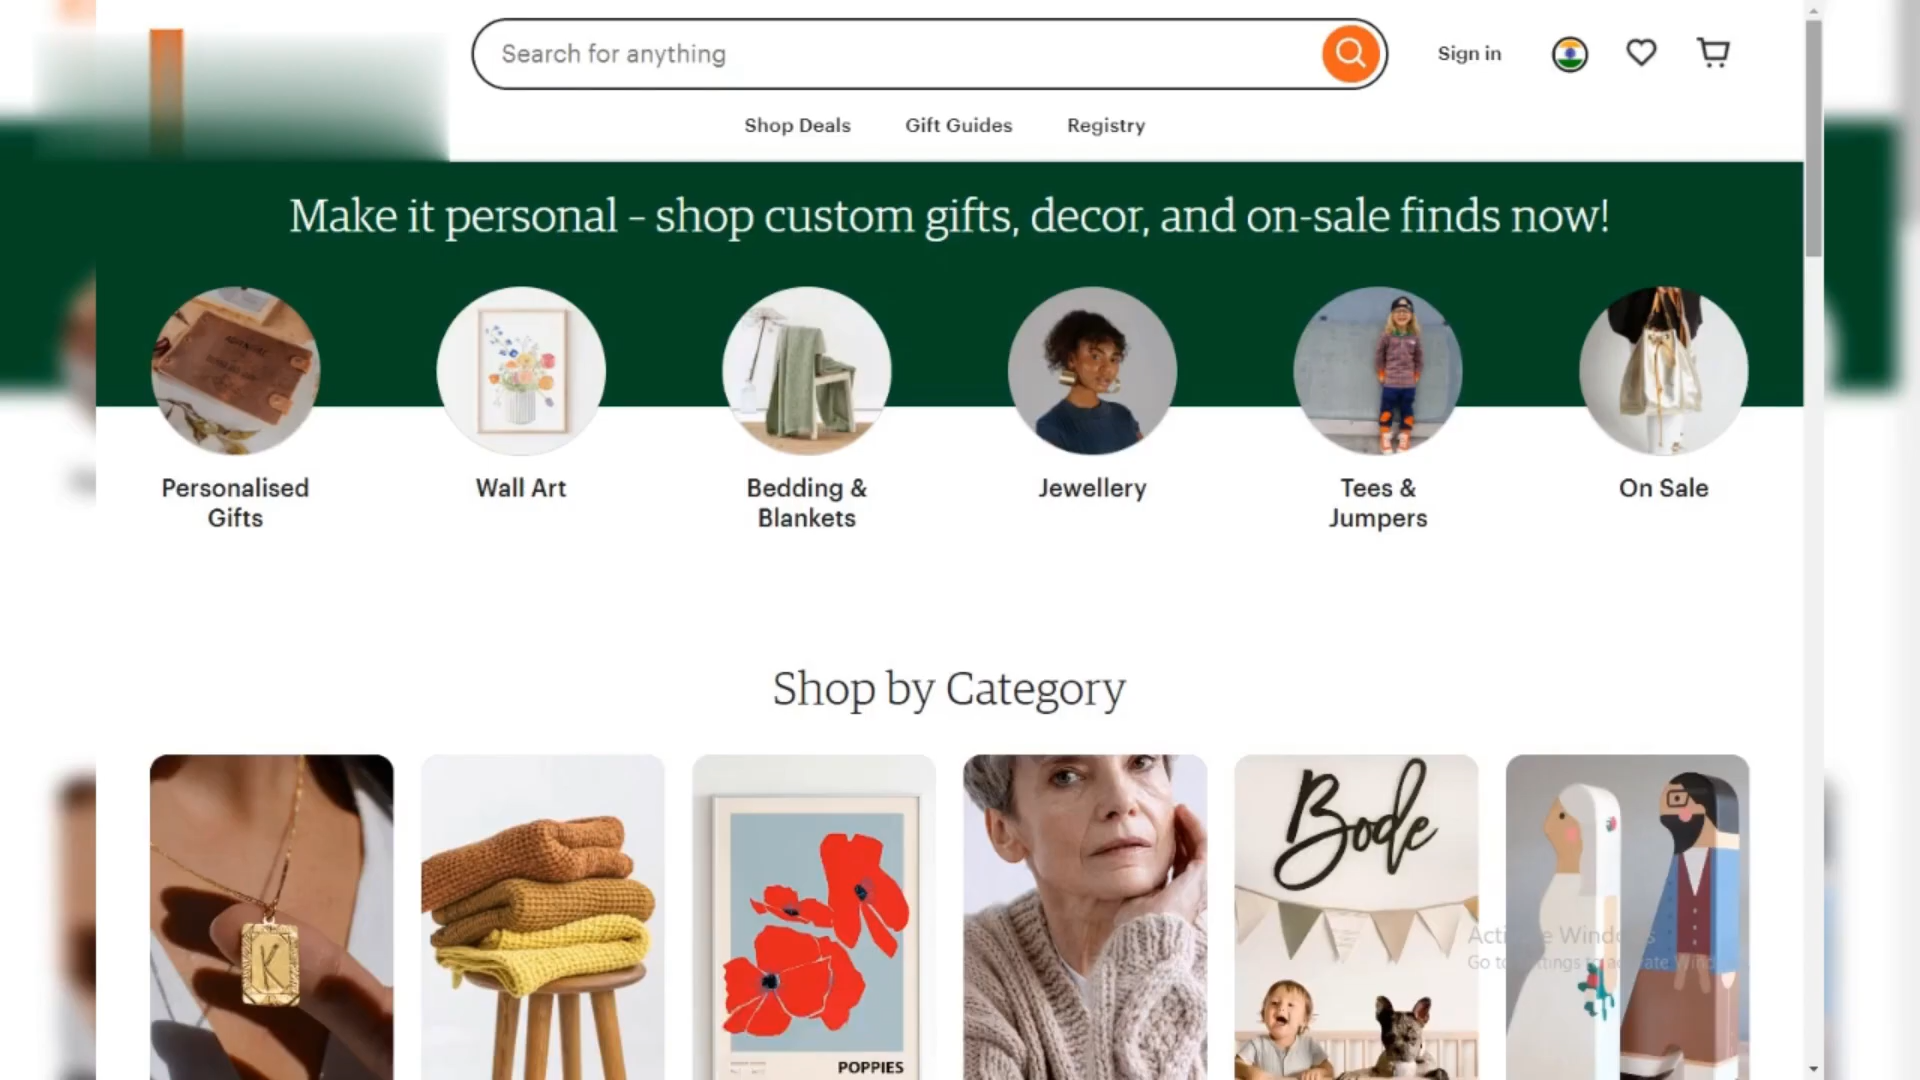 Search for anything
Sign in
Shop Deals
Gift Guides
Registry
Make it personal – shop custom gifts, decor, and on-sale finds now!
Personalised
Gifts
Wall Art
Bedding &
Blankets
Jewellery
Tees &
Jumpers
On Sale
Shop by Category
K
Bode
POPPIES